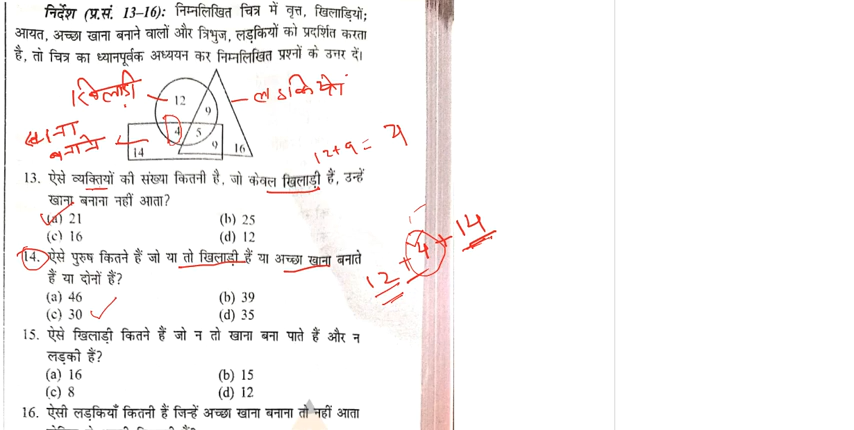 निर्देश (प्र.सं. 13-16): निम्नलिखित चित्र में वृत्त, खिलाड़ियों;
आयत, अच्छा खाना बनाने वालों और त्रिभुज, लड़कियों को प्रदर्शित करता
है, तो चित्र का ध्यानपूर्वक अध्ययन कर निम्नलिखित प्रश्नों के उत्तर दें।
खिलाड़ी
12
लडकियों
9
खाना
बनाने
4 5
14
9 16
12+9 =
13. ऐसे व्यक्तियों की संख्या कितनी है, जो केवल खिलाड़ी हैं, उन्हें
खाना बनाना नहीं आता?
(a) 21 (b) 25
(c) 16 (d) 12
12 + 4 + 14
14. ऐसे पुरुष कितने हैं जो या तो खिलाड़ी हैं या अच्छा खाना बनाते
हैं या दोनों हैं?
(a) 46 (b) 39
(c) 30 (d) 35
15. ऐसे खिलाड़ी कितने हैं जो न तो खाना बना पाते हैं और न
लड़की हैं?
(a) 16 (b) 15
(c) 8 (d) 12
16. ऐसी लड़कियाँ कितनी हैं जिन्हें अच्छा खाना बनाना तो नहीं आता